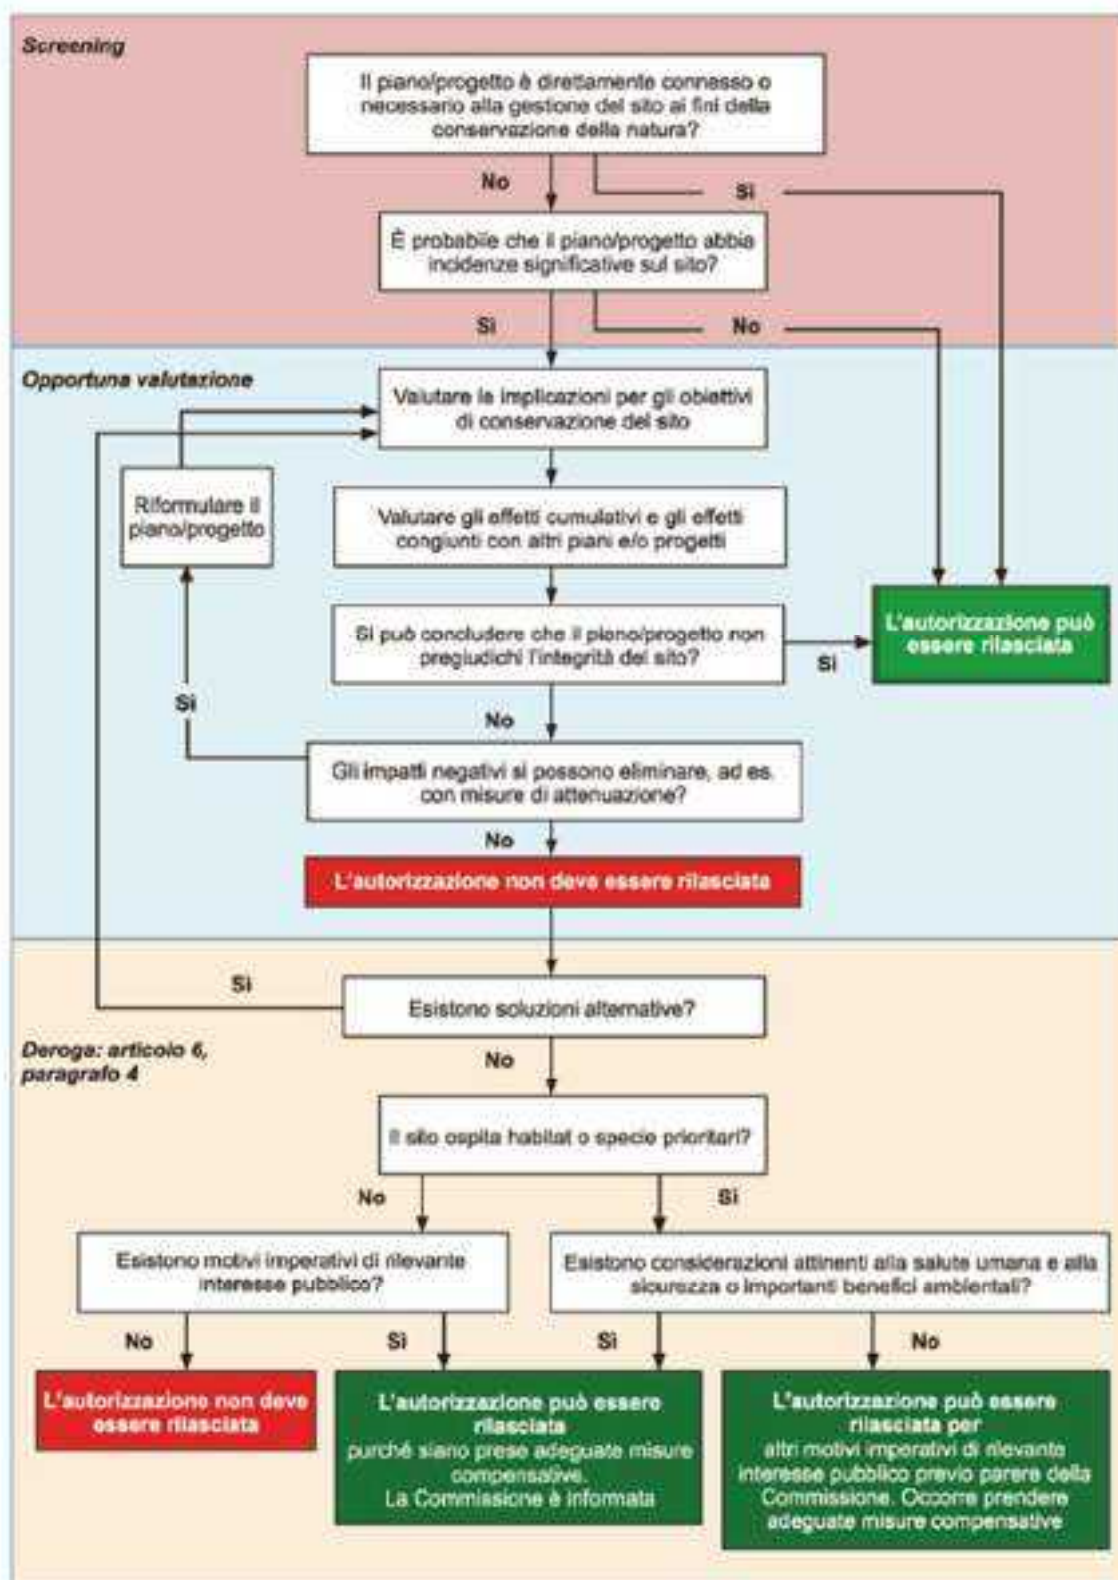 Screening
Il piano/progetto è direttamente connesso o
necessario alla gestione del sito ai fini della
conservazione della natura?
No
Sì
È probabile che il piano/progetto abbia
incidenze significative sul sito?
Sì
No
Opportuna valutazione
Valutare le implicazioni per gli obiettivi
di conservazione del sito
Riformulare il
piano/progetto
Valutare gli effetti cumulativi e gli effetti
congiunti con altri piani e/o progetti
Si può concludere che il piano/progetto non
pregiudichi l'integrità del sito?
Sì
L'autorizzazione può
essere rilasciata
Sì
No
Gli impatti negativi si possono eliminare, ad es.
con misure di attenuazione?
No
L'autorizzazione non deve essere rilasciata
Sì
Esistono soluzioni alternative?
Deroga: articolo 6,
paragrafo 4
No
Il sito ospita habitat o specie prioritari?
No
Sì
Esistono motivi imperativi di rilevante
interesse pubblico?
Esistono considerazioni attinenti alla salute umana e alla
sicurezza o importanti benefici ambientali?
No
Sì
Sì
No
L'autorizzazione non deve
essere rilasciata
L'autorizzazione può essere
rilasciata
purché siano prese adeguate misure
compensative.
La Commissione è informata
L'autorizzazione può essere
rilasciata per
altri motivi imperativi di rilevante
interesse pubblico previo parere della
Commissione. Occorre prendere
adeguate misure compensative